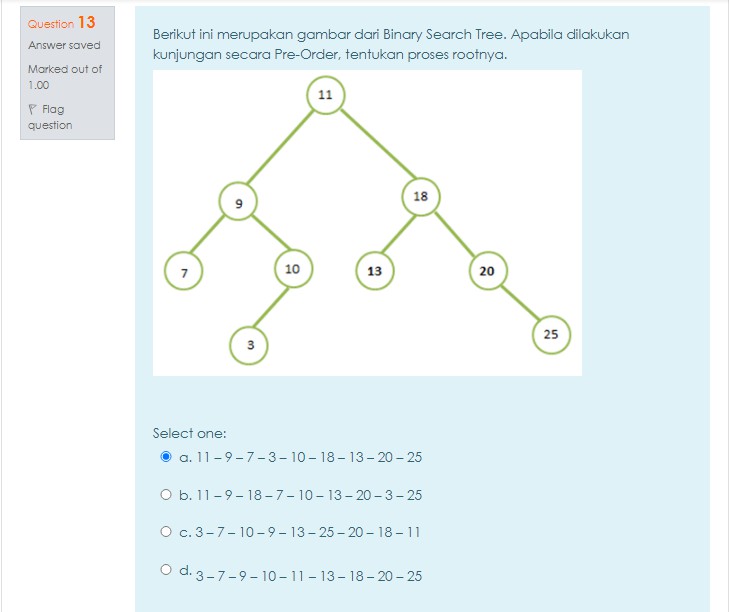 Question 13
Answer saved
Marked out of
1.00
Flag
question
Berikut ini merupakan gambar dari Binary Search Tree. Apabila dilakukan
kunjungan secara Pre-Order, tentukan proses rootnya.
11
9
18
7
10
13
20
3
25
Select one:
a. 11 – 9 – 7 – 3 – 10 – 18 – 13 – 20 – 25
b. 11 – 9 – 18 – 7 – 10 – 13 – 20 – 3 – 25
c. 3 – 7 – 10 – 9 – 13 – 25 – 20 – 18 – 11
d. 3 – 7 – 9 – 10 – 11 – 13 – 18 – 20 – 25